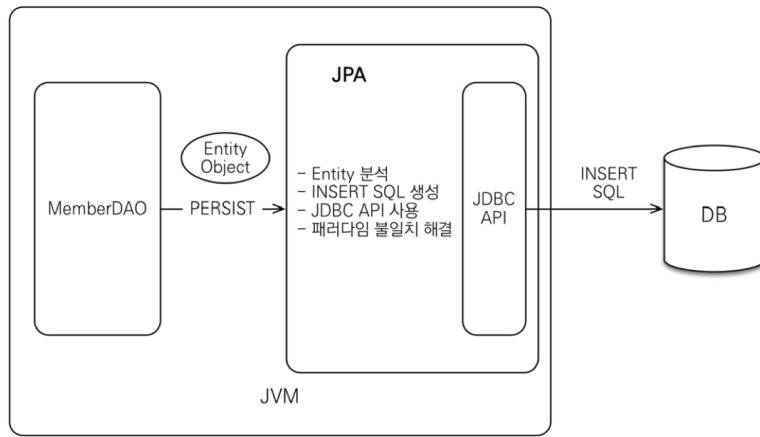 JPA
Entity
Object
MemberDAO
PERSIST
- Entity 분석
- INSERT SQL 생성
- JDBC API 사용
- 패러다임 불일치 해결
JDBC
API
INSERT
SQL
DB
JVM